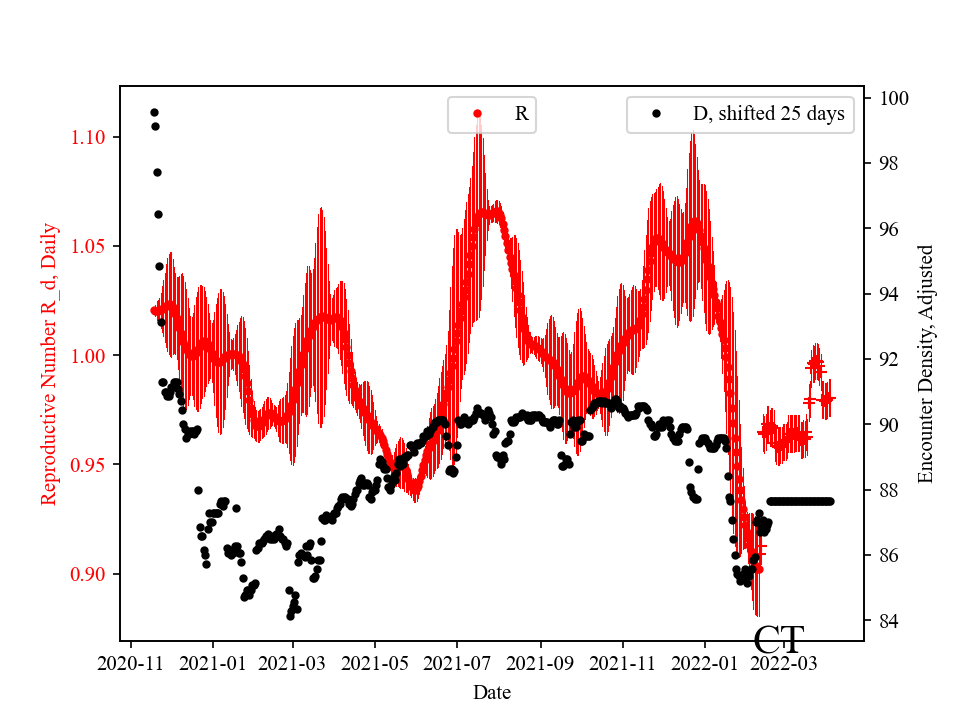 R
D, shifted 25 days
Reproductive Number R_d, Daily
1.10
1.05
1.00
0.95
0.90
100
98
96
94
92
90
88
86
84
Encounter Density, Adjusted
CT
2020-11 2021-01 2021-03 2021-05 2021-07 2021-09 2021-11 2022-01 2022-03
Date